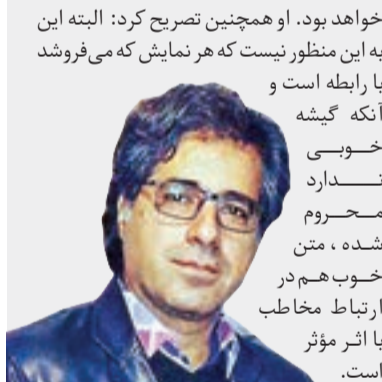 خواهد بود. او همچنین تصریح کرد: البته این
به این منظور نیست که هر نمایش که می‌فروشد
با رابطه است و
آنکه گیشه
خوبی
ندارد
محروم
شده ، متن
خوب هم در
ارتباط مخاطب
با اثر مؤثر
است.